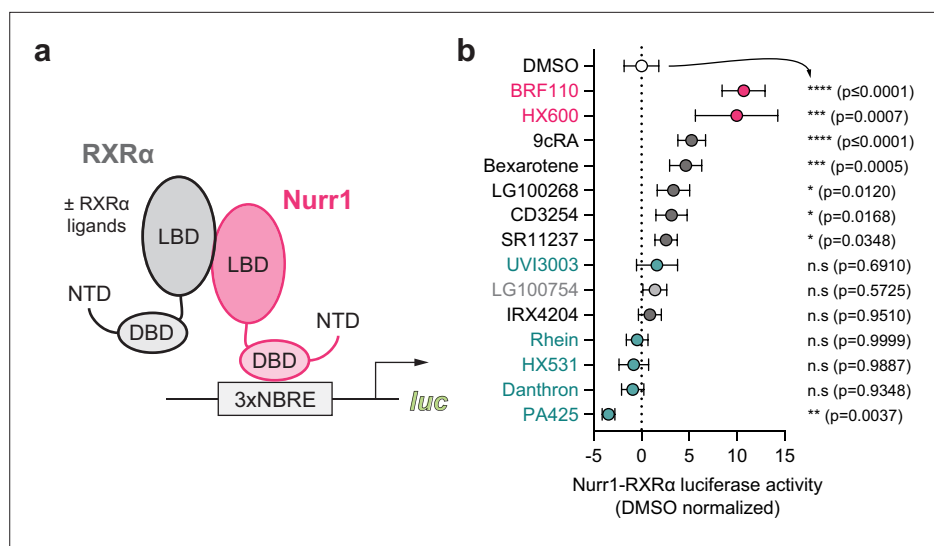 a
RXRα
± RXRα
ligands
Nurr1
LBD
LBD
NTD
DBD
NTD
DBD
3xNBRE
luc
b
DMSO
BRF110 **** (p≤0.0001)
HX600 *** (p=0.0007)
9cRA **** (p≤0.0001)
Bexarotene *** (p=0.0005)
LG100268 * (p=0.0120)
CD3254 * (p=0.0168)
SR11237 * (p=0.0348)
UVI3003 n.s (p=0.6910)
LG100754 n.s (p=0.5725)
IRX4204 n.s (p=0.9510)
Rhein n.s (p=0.9999)
HX531 n.s (p=0.9887)
Danthron n.s (p=0.9348)
PA425 ** (p=0.0037)
-5 0 5 10 15
Nurr1-RXRα luciferase activity
(DMSO normalized)